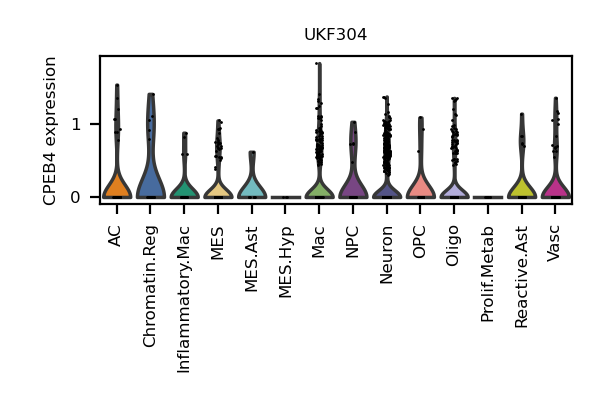 UKF304
CPEB4 expression
1
0
AC
Chromatin.Reg
Inflammatory.Mac
MES
MES.Ast
MES.Hyp
Mac
NPC
Neuron
OPC
Oligo
Prolif.Metab
Reactive.Ast
Vasc